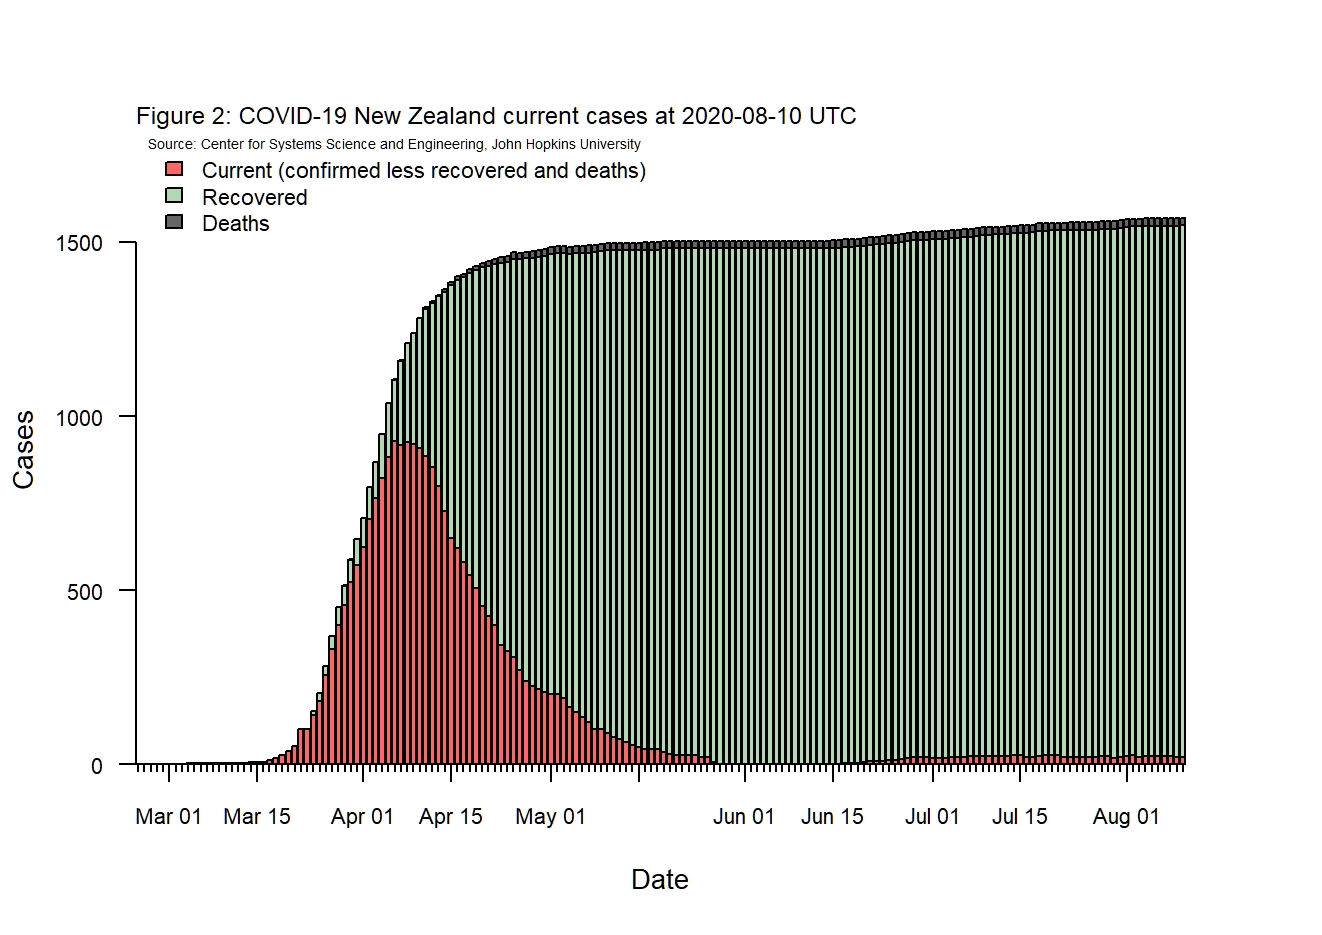 Figure 2: COVID-19 New Zealand current cases at 2020-08-10 UTC
Source: Center for Systems Science and Engineering, John Hopkins University
Current (confirmed less recovered and deaths)
Recovered
Deaths
1500
1000
500
0
Cases
Mar 01 Mar 15 Apr 01 Apr 15 May 01 Jun 01 Jun 15 Jul 01 Jul 15 Aug 01
Date